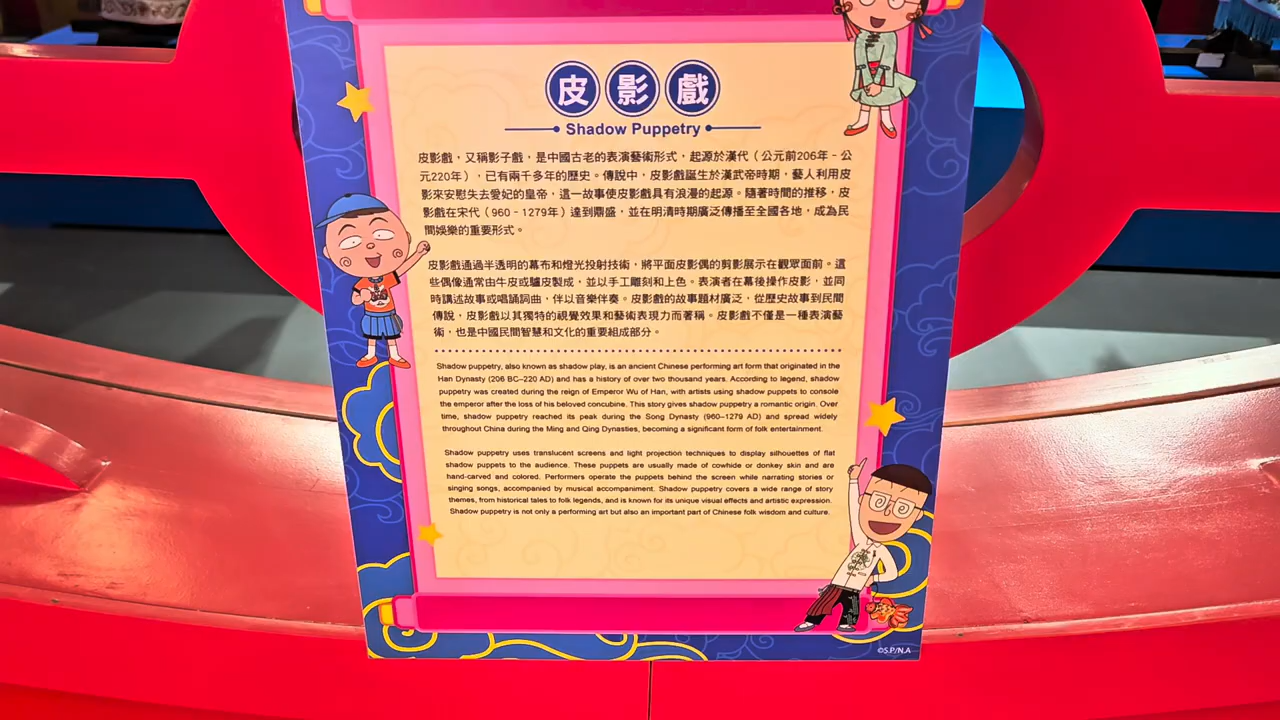 皮影戲
Shadow Puppetry
皮影戲，又稱影子戲，是中國古老的表演藝術形式，起源於漢代（公元前206年－公
元220年），已有兩千多年的歷史。傳說中，皮影戲誕生於漢武帝時期，藝人利用皮
影來安慰失去愛妃的皇帝，這一故事使皮影戲具有浪漫的起源。隨著時間的推移，皮
影戲在宋代（960－1279年）達到鼎盛，並在明清時期廣泛傳播至全國各地，成為民
間娛樂的重要形式。
皮影戲通過半透明的幕布和燈光投射技術，將平面皮影偶的剪影展示在觀眾面前。這
些偶像通常由牛皮或驢皮製成，並以手工雕刻和上色。表演者在幕後操作皮影，並同
時講述故事或唱誦詞曲，伴以音樂伴奏。皮影戲的故事題材廣泛，從歷史故事到民間
傳說，皮影戲以其獨特的視覺效果和藝術表現力而著稱。皮影戲不僅是一種表演藝
術，也是中國民間智慧和文化的重要組成部分。
Shadow puppetry, also known as shadow play, is an ancient Chinese performing art form that originated in the
Han Dynasty (206 BC–220 AD) and has a history of over two thousand years. According to legend, shadow
puppetry was created during the reign of Emperor Wu of Han, with artists using shadow puppets to console
the emperor after the loss of his beloved concubine. This story gives shadow puppetry a romantic origin. Over
time, shadow puppetry reached its peak during the Song Dynasty (960–1279 AD) and spread widely
throughout China during the Ming and Qing Dynasties, becoming a significant form of folk entertainment.
Shadow puppetry uses translucent screens and light projection techniques to display silhouettes of flat
shadow puppets to the audience. These puppets are usually made of cowhide or donkey skin and are
hand-carved and colored. Performers operate the puppets behind the screen while narrating stories or
singing songs, accompanied by musical accompaniment. Shadow puppetry covers a wide range of story
themes, from historical tales to folk legends, and is known for its unique visual effects and artistic expression.
Shadow puppetry is not only a performing art but also an important part of Chinese folk wisdom and culture.
©S.P/N.A